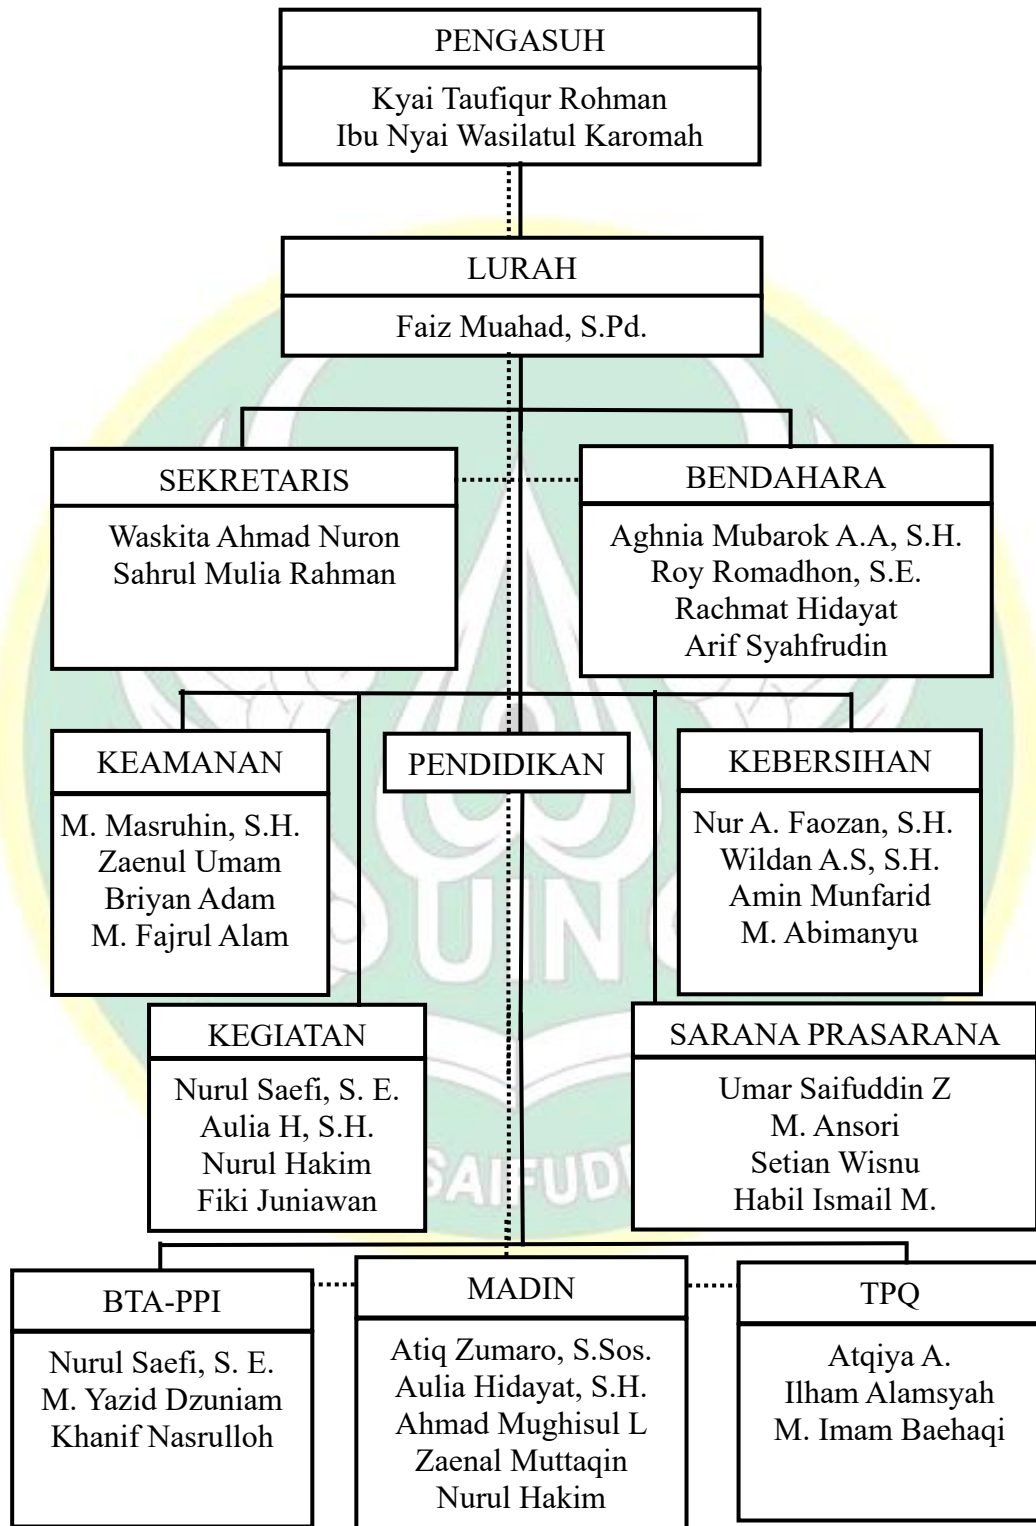 PENGASUH
Kyai Taufiqur Rohman
Ibu Nyai Wasilatul Karomah
LURAH
Faiz Muahad, S.Pd.
SEKRETARIS
Waskita Ahmad Nuron
Sahrul Mulia Rahman
BENDAHARA
Aghnia Mubarok A.A, S.H.
Roy Romadhon, S.E.
Rachmat Hidayat
Arif Syahfrudin
KEAMANAN
M. Masruhin, S.H.
Zaenul Umam
Briyan Adam
M. Fajrul Alam
PENDIDIKAN
KEBERSIHAN
Nur A. Faozan, S.H.
Wildan A.S, S.H.
Amin Munfarid
M. Abimanyu
UIN
KEGIATAN
Nurul Saefi, S. E.
Aulia H, S.H.
Nurul Hakim
Fiki Juniawan
SARANA PRASARANA
Umar Saifuddin Z
M. Ansori
Setian Wisnu
Habil Ismail M.
BTA-PPI
Nurul Saefi, S. E.
M. Yazid Dzuniam
Khanif Nasrulloh
MADIN
Atiq Zumaro, S.Sos.
Aulia Hidayat, S.H.
Ahmad Mughisul L
Zaenal Muttaqin
Nurul Hakim
TPQ
Atqiya A.
Ilham Alamsyah
M. Imam Baehaqi